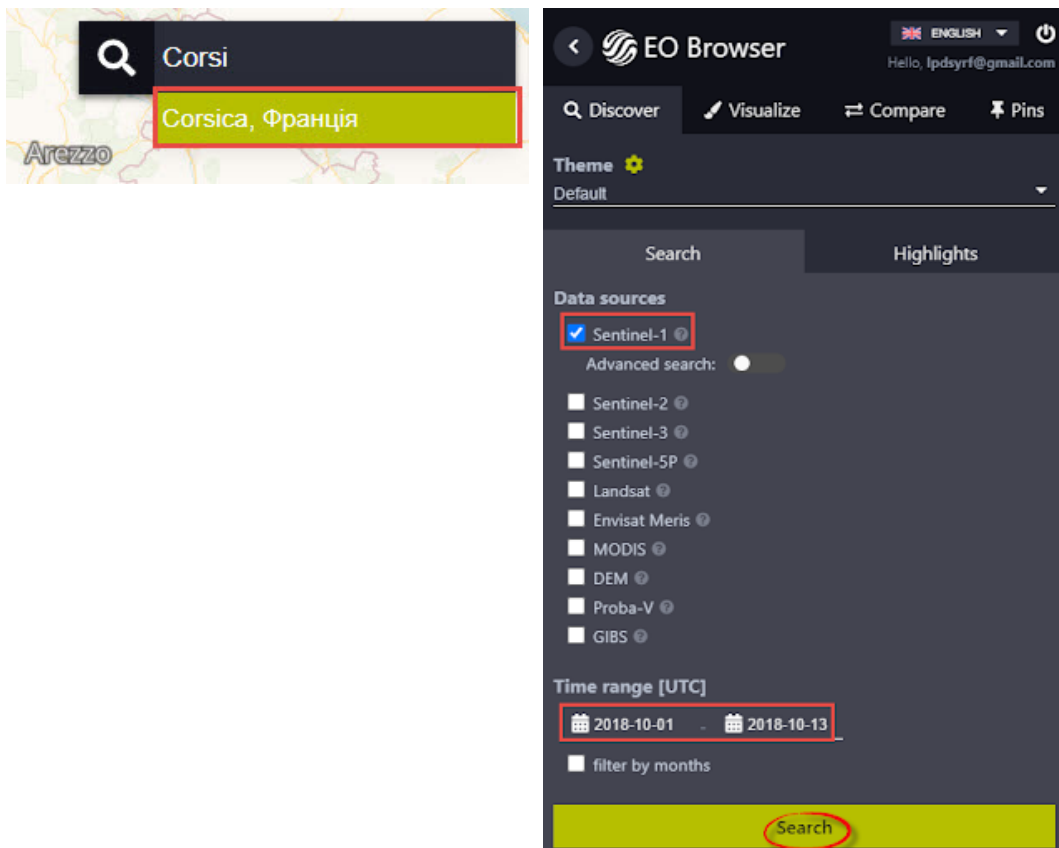 Corsi
Corsica, Франція
Arezzo
EO Browser
ENGLISH
Hello, lpdsyrf@gmail.com
Discover
Visualize
Compare
Pins
Theme
Default
Search
Highlights
Data sources
Sentinel-1
Advanced search:
Sentinel-2
Sentinel-3
Sentinel-5P
Landsat
Envisat Meris
MODIS
DEM
Proba-V
GIBS
Time range [UTC]
2018-10-01 - 2018-10-13
filter by months
Search